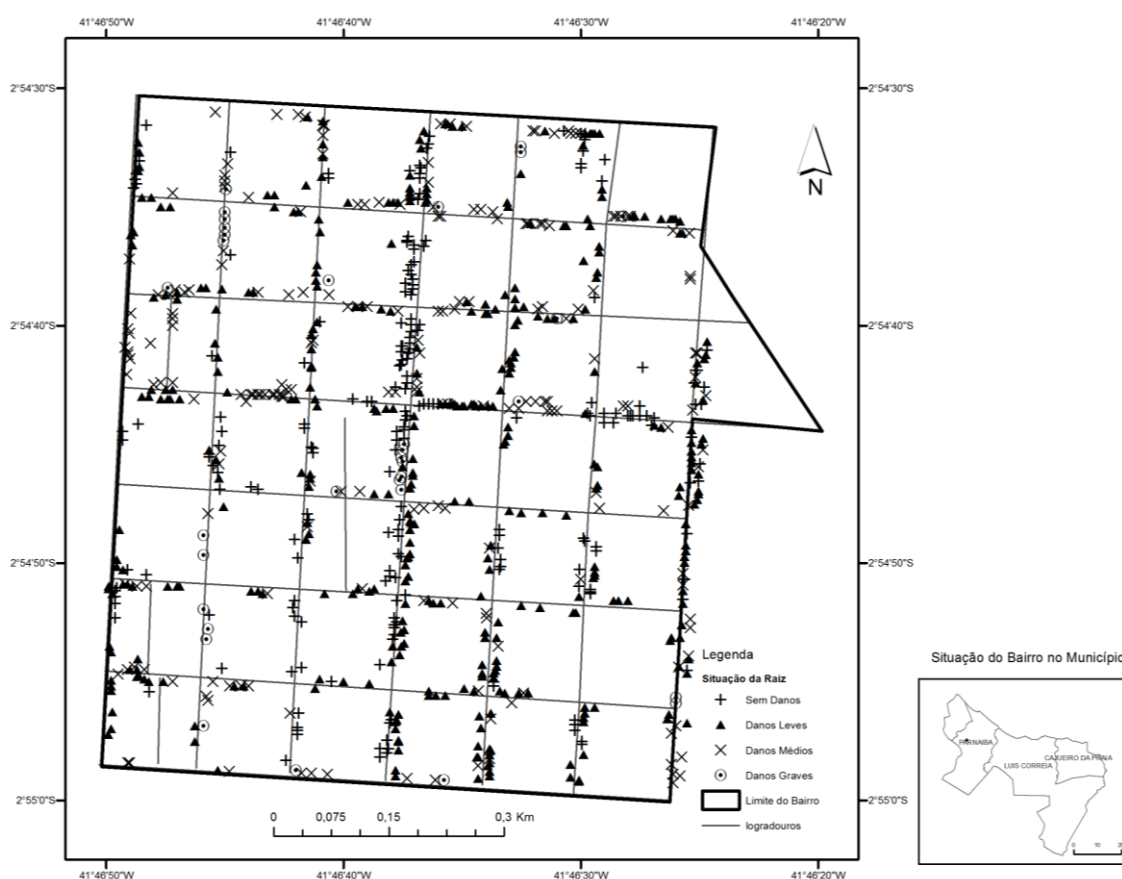 41°46'50"W 41°46'40"W 41°46'30"W 41°46'20"W
2°54'30"S 2°54'30"S
N
2°54'40"S 2°54'40"S
2°54'50"S 2°54'50"S
Legenda
Situação da Raiz
Sem Danos
Danos Leves
Danos Médios
Danos Graves
Limite do Bairro
logradouros
2°55'0"S 2°55'0"S
0 0,075 0,15 0,3 Km
41°46'50"W 41°46'40"W 41°46'30"W 41°46'20"W
Situação do Bairro no Município
PARNAIBA
CAJUEIRO DA PRAIA
LUIS CORREIA
0 10 20